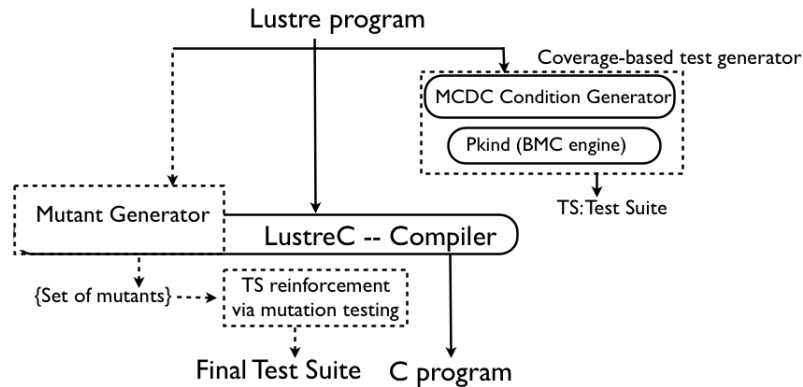 Lustre program
Coverage-based test generator
MCDC Condition Generator
Pkind (BMC engine)
TS:Test Suite
Mutant Generator
LustreC -- Compiler
{Set of mutants}
TS reinforcement
via mutation testing
Final Test Suite
C program